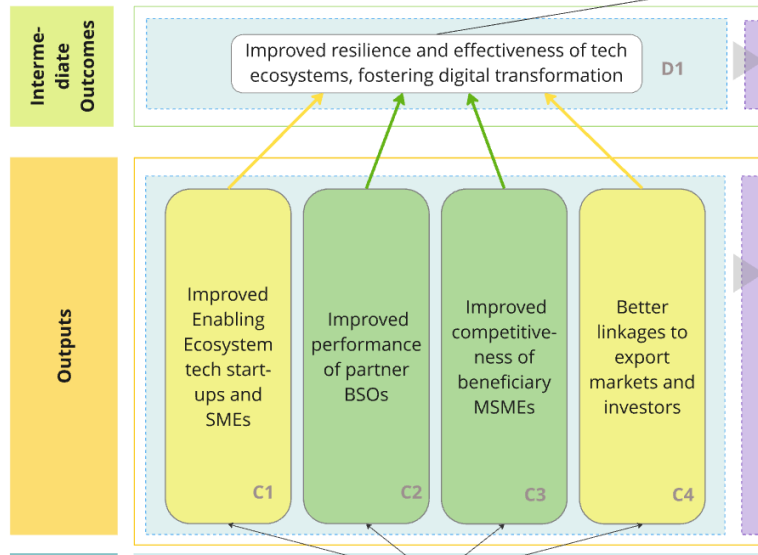 Interme-
diate
Outcomes
Improved resilience and effectiveness of tech
ecosystems, fostering digital transformation
D1
Outputs
Improved
Enabling
Ecosystem
tech start-
ups and
SMEs
C1
Improved
performance
of partner
BSOs
C2
Improved
competitive-
ness of
beneficiary
MSMEs
C3
Better
linkages to
export
markets and
investors
C4